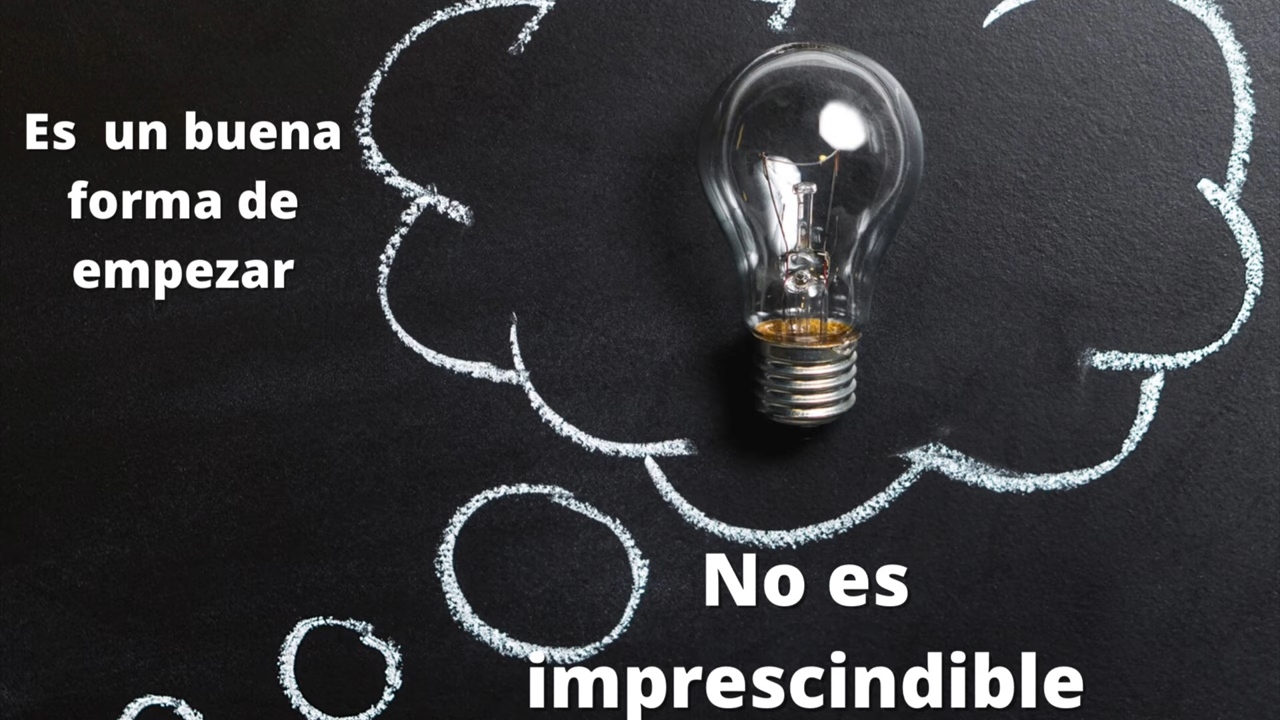 Es  un buena
forma de
empezar
No es
imprescindible